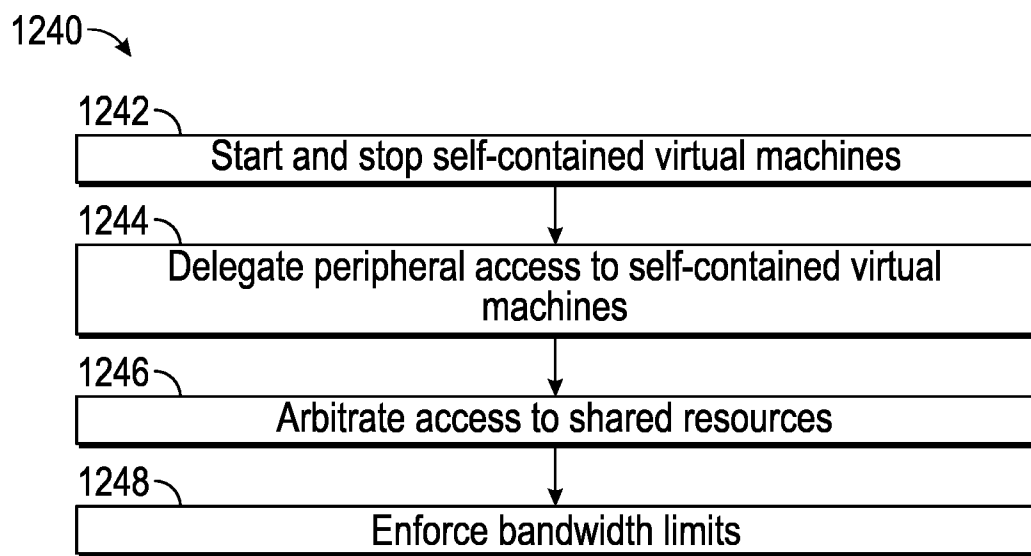 1240
1242
Start and stop self-contained virtual machines
1244
Delegate peripheral access to self-contained virtual
machines
1246
Arbitrate access to shared resources
1248
Enforce bandwidth limits